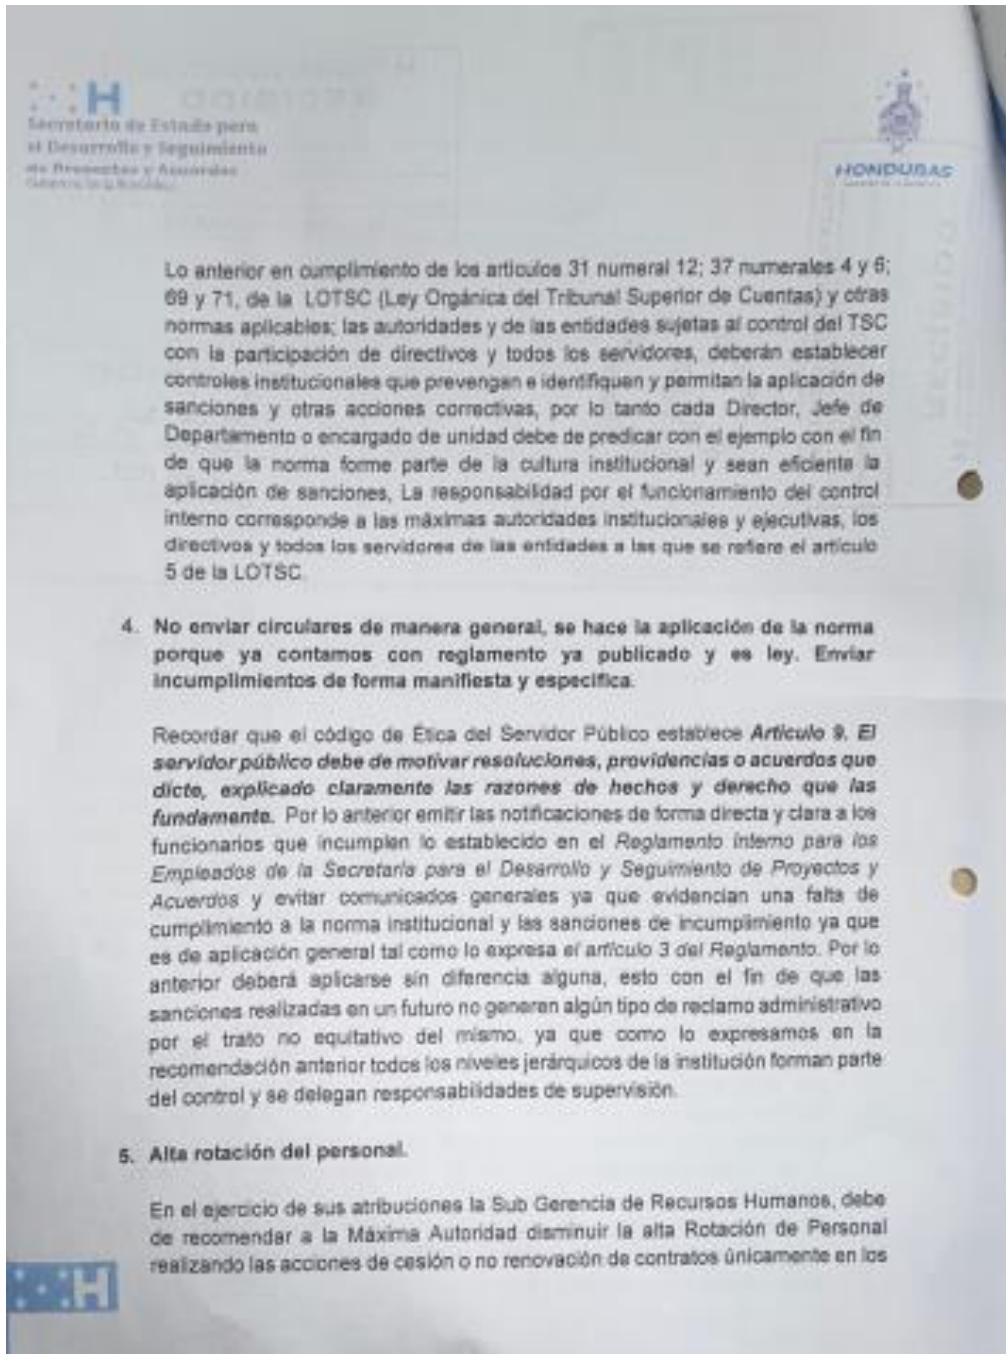 H
Secretaría de Estado para
el Desarrollo y Seguimiento
de Proyectos y Acuerdos
Gobierno de la República
HONDURAS
Lo anterior en cumplimiento de los artículos 31 numeral 12; 37 numerales 4 y 6;
69 y 71, de la LOTSC (Ley Orgánica del Tribunal Superior de Cuentas) y otras
normas aplicables; las autoridades y de las entidades sujetas al control del TSC
con la participación de directivos y todos los servidores, deberán establecer
controles institucionales que prevengan e identifiquen y permitan la aplicación de
sanciones y otras acciones correctivas, por lo tanto cada Director, Jefe de
Departamento o encargado de unidad debe de predicar con el ejemplo con el fin
de que la norma forme parte de la cultura institucional y sean eficiente la
aplicación de sanciones, La responsabilidad por el funcionamiento del control
interno corresponde a las máximas autoridades institucionales y ejecutivas, los
directivos y todos los servidores de las entidades a las que se refiere el artículo
5 de la LOTSC.
4. No enviar circulares de manera general, se hace la aplicación de la norma
porque ya contamos con reglamento ya publicado y es ley. Enviar
incumplimientos de forma manifiesta y especifica.
Recordar que el código de Ética del Servidor Público establece Artículo 9. El
servidor público debe de motivar resoluciones, providencias o acuerdos que
dicte, explicado claramente las razones de hechos y derecho que las
fundamente. Por lo anterior emitir las notificaciones de forma directa y clara a los
funcionarios que incumplen lo establecido en el Reglamento interno para los
Empleados de la Secretaría para el Desarrollo y Seguimiento de Proyectos y
Acuerdos y evitar comunicados generales ya que evidencian una falta de
cumplimiento a la norma institucional y las sanciones de incumplimiento ya que
es de aplicación general tal como lo expresa el artículo 3 del Reglamento. Por lo
anterior deberá aplicarse sin diferencia alguna, esto con el fin de que las
sanciones realizadas en un futuro no generen algún tipo de reclamo administrativo
por el trato no equitativo del mismo, ya que como lo expresamos en la
recomendación anterior todos los niveles jerárquicos de la institución forman parte
del control y se delegan responsabilidades de supervisión.
5. Alta rotación del personal.
En el ejercicio de sus atribuciones la Sub Gerencia de Recursos Humanos, debe
de recomendar a la Máxima Autoridad disminuir la alta Rotación de Personal
realizando las acciones de cesión o no renovación de contratos únicamente en los
H